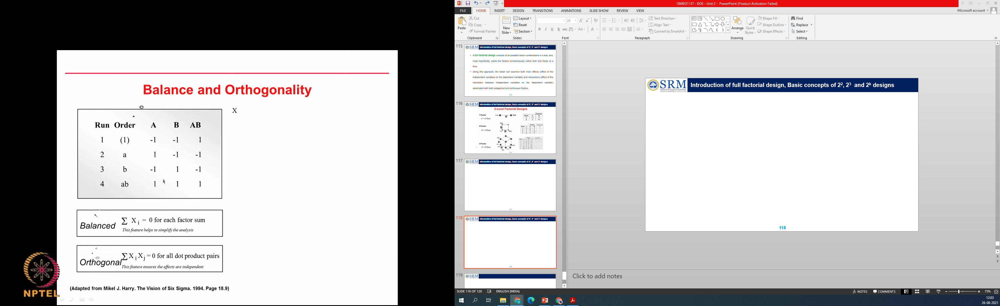 Balance and Orthogonality
X
Run Order A B AB
1 (1) -1 -1 1
2 a 1 -1 -1
3 b -1 1 -1
4 ab 1 1 1
Balanced ∑ X i = 0 for each factor sum
This feature helps to simplify the analysis
Orthogonal ∑ X i X j = 0 for all dot product pairs
This feature ensures the effects are independent
(Adapted from Mikel J. Harry. The Vision of Six Sigma. 1994. Page 18.9)
NPTEL
18MEO113T - DOE - Unit 2 - PowerPoint (Product Activation Failed)
FILE HOME INSERT DESIGN TRANSITIONS ANIMATIONS SLIDE SHOW REVIEW VIEW
Microsoft account
Paste
Cut
Copy
Format Painter
Clipboard
New Slide
Layout
Reset
Section
Slides
24
B I U S abc AV Aa A
Font
Text Direction
Align Text
Convert to SmartArt
Paragraph
Arrange
Quick Styles
Shape Fill
Shape Outline
Shape Effects
Drawing
Find
Replace
Select
Editing
115
SRM Introduction of full factorial design, Basic concepts of 2², 2³ and 2ᵏ designs
• A full factorial design consists of all possible factor combinations in a test, and,
most importantly, varies the factors simultaneously rather than one factor at a
time.
• Using this approach, the tester can examine both main effects (effect of the
independent variables on the dependent variable) and interactions (effect of the
interaction between independent variables on the dependent variable)
associated with both categorical and continuous factors.
116
SRM Introduction of full factorial design, Basic concepts of 2², 2³ and 2ᵏ designs
2-Level Factorial Designs
1-Factor
2¹ = 2 Runs
2-Factor
2² = 4 Runs
3-Factor
2³ = 8 Runs
117
SRM Introduction of full factorial design, Basic concepts of 2², 2³ and 2ᵏ designs
118
SRM Introduction of full factorial design, Basic concepts of 2², 2³ and 2ᵏ designs
119
SRM
SRM Introduction of full factorial design, Basic concepts of 2², 2³ and 2ᵏ designs
118
Click to add notes
SLIDE 118 OF 120 ENGLISH (INDIA)
NOTES COMMENTS 75%
12:03
26-08-2021